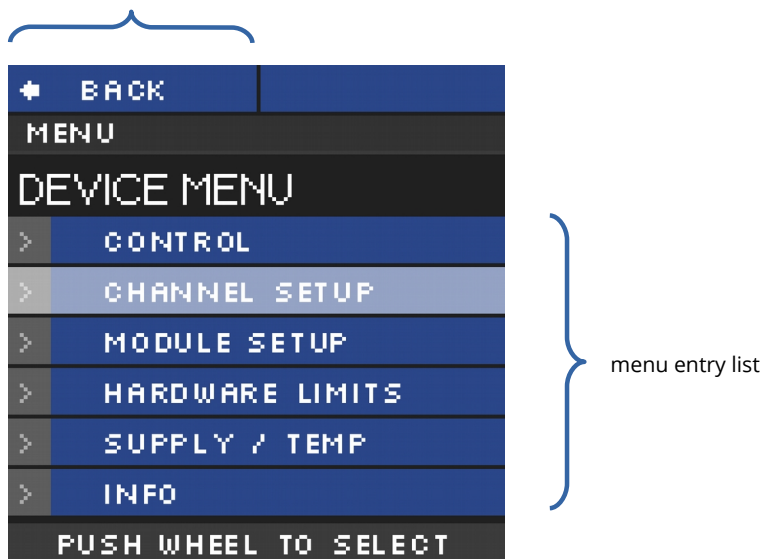 BACK
MENU
DEVICE MENU
> CONTROL
> CHANNEL SETUP
> MODULE SETUP
> HARDWARE LIMITS
> SUPPLY / TEMP
> INFO
menu entry list
PUSH WHEEL TO SELECT